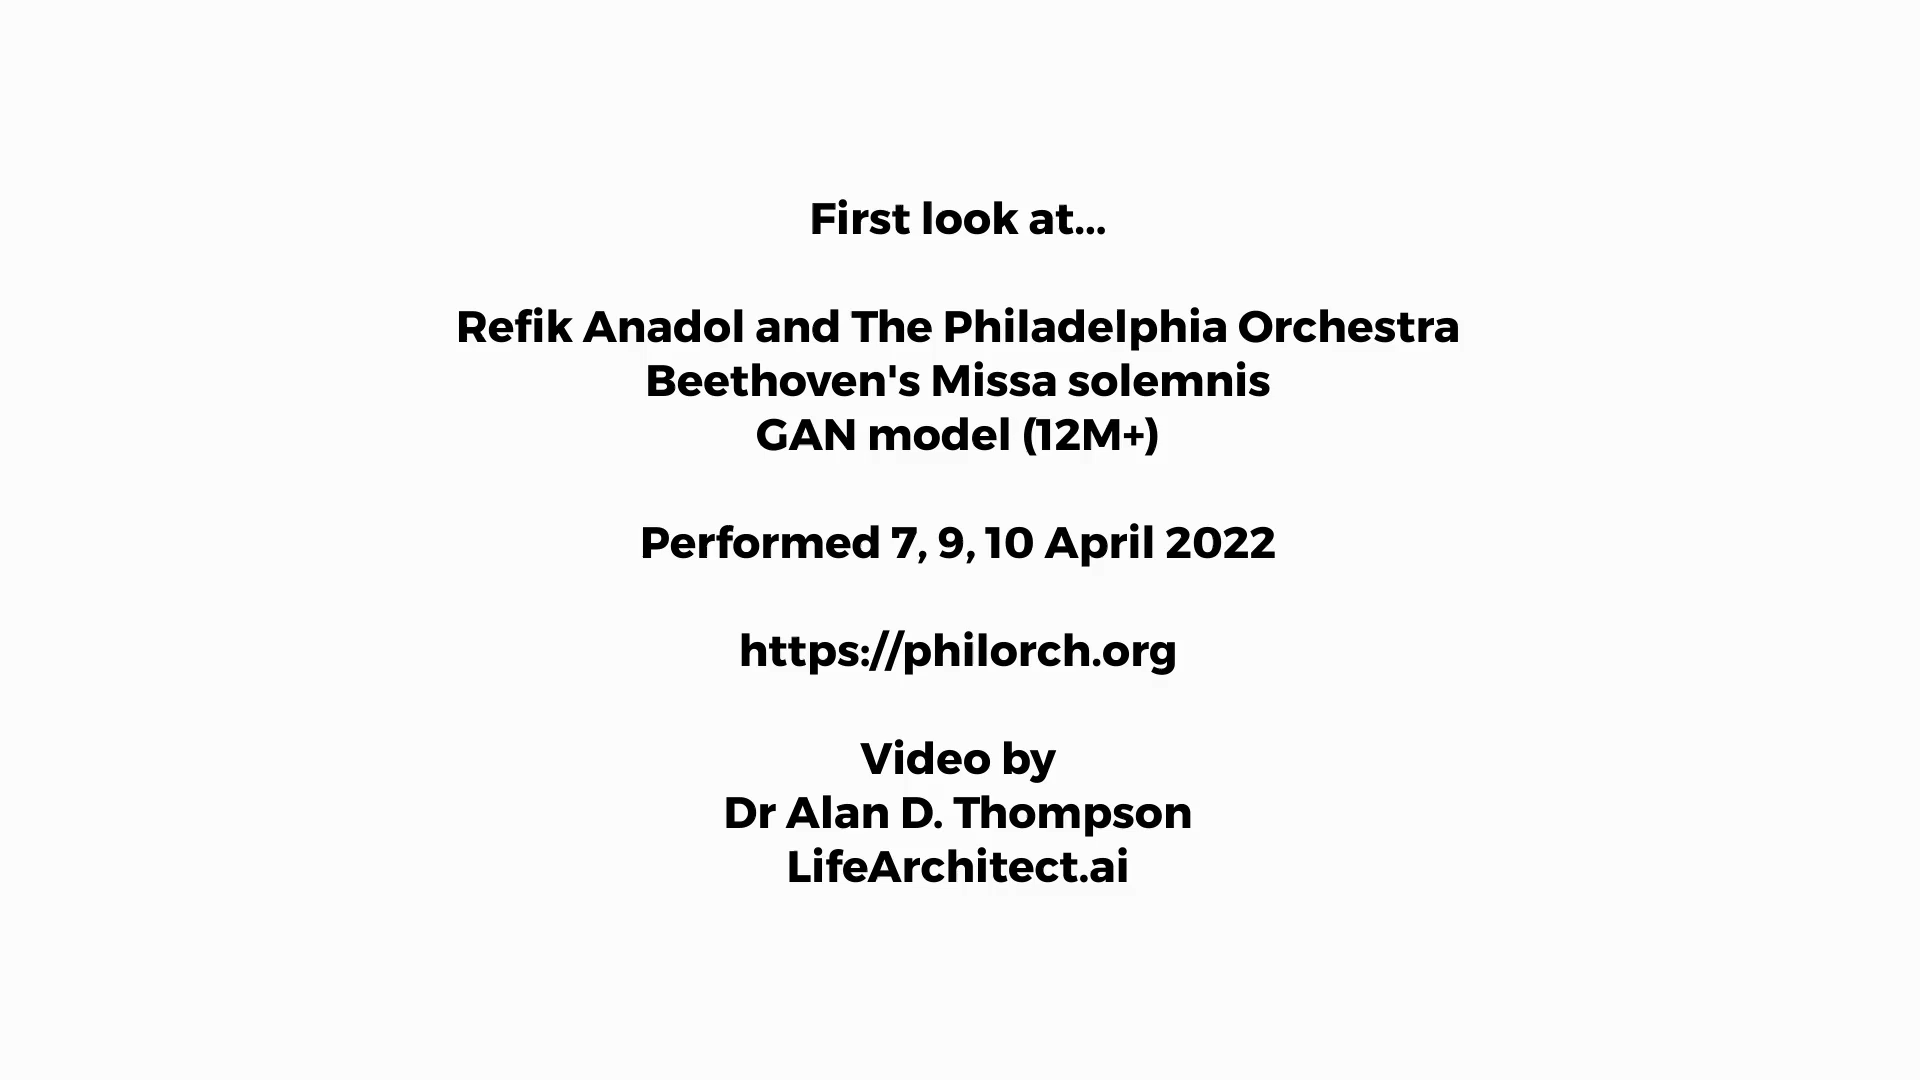 First look at...
Refik Anadol and The Philadelphia Orchestra
Beethoven's Missa solemnis
GAN model (12M+)
Performed 7, 9, 10 April 2022
https://philorch.org
Video by
Dr Alan D. Thompson
LifeArchitect.ai